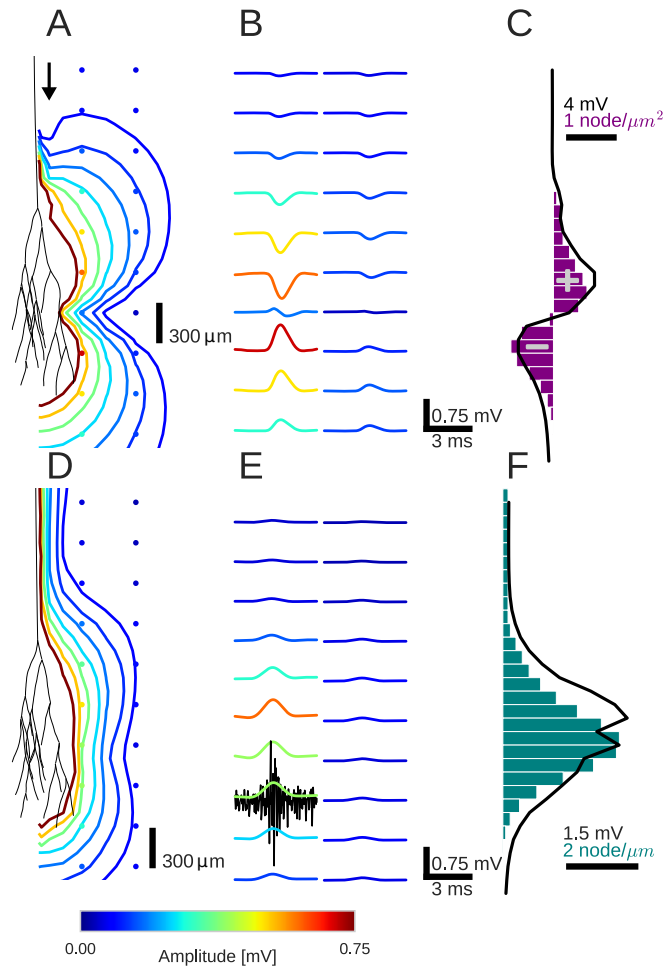 A B C
4 mV
1 node/μm²
300 μm
0.75 mV
3 ms
D E F
1.5 mV
2 node/μm
300 μm
0.75 mV
3 ms
0.00 0.75
Amplitude [mV]